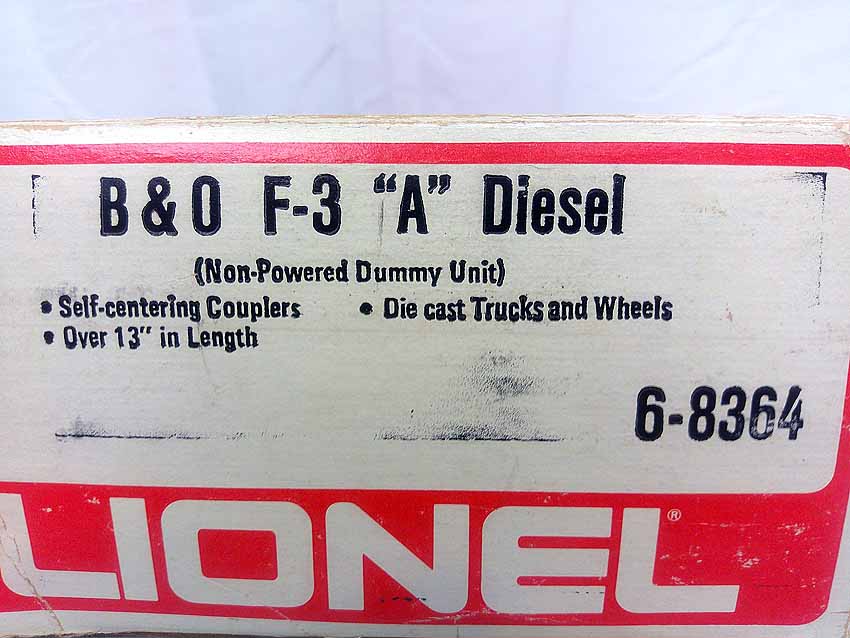 B & O F-3 “A” Diesel
(Non-Powered Dummy Unit)
• Self-centering Couplers • Die cast Trucks and Wheels
• Over 13" in Length
6-8364
LIONEL®